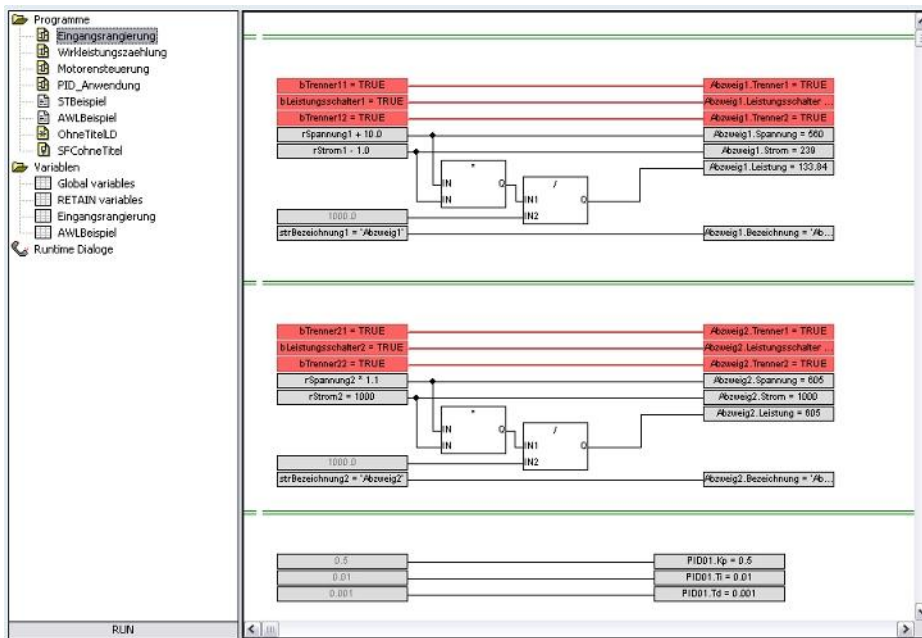 Programme
Eingangsrangierung
Wirkleistungszaehlung
Motorensteuerung
PID_Anwendung
STBeispiel
AWLBeispiel
OhneTitelLD
SFCohneTitel
Variablen
Global variables
RETAIN variables
Eingangsrangierung
AWLBeispiel
Runtime Dialoge
RUN
bTrenner11 = TRUE
Abzweig1.Trenner1 = TRUE
bLeistungsschalter1 = TRUE
Abzweig1.Leistungsschalter ...
bTrenner12 = TRUE
Abzweig1.Trenner2 = TRUE
rSpannung1 + 10.0
Abzweig1.Spannung = 560
rStrom1 - 1.0
Abzweig1.Strom = 239
Abzweig1.Leistung = 133.84
* /
IN Q IN1 Q
IN IN2
1000.0
strBezeichnung1 = 'Abzweig1'
Abzweig1.Bezeichnung = 'Ab...
bTrenner21 = TRUE
Abzweig2.Trenner1 = TRUE
bLeistungsschalter2 = TRUE
Abzweig2.Leistungsschalter ...
bTrenner22 = TRUE
Abzweig2.Trenner2 = TRUE
rSpannung2 * 1.1
Abzweig2.Spannung = 605
rStrom2 = 1000
Abzweig2.Strom = 1000
Abzweig2.Leistung = 605
* /
IN Q IN1 Q
IN IN2
1000.0
strBezeichnung2 = 'Abzweig2'
Abzweig2.Bezeichnung = 'Ab...
0.5
PID01.Kp = 0.5
0.01
PID01.Ti = 0.01
0.001
PID01.Td = 0.001